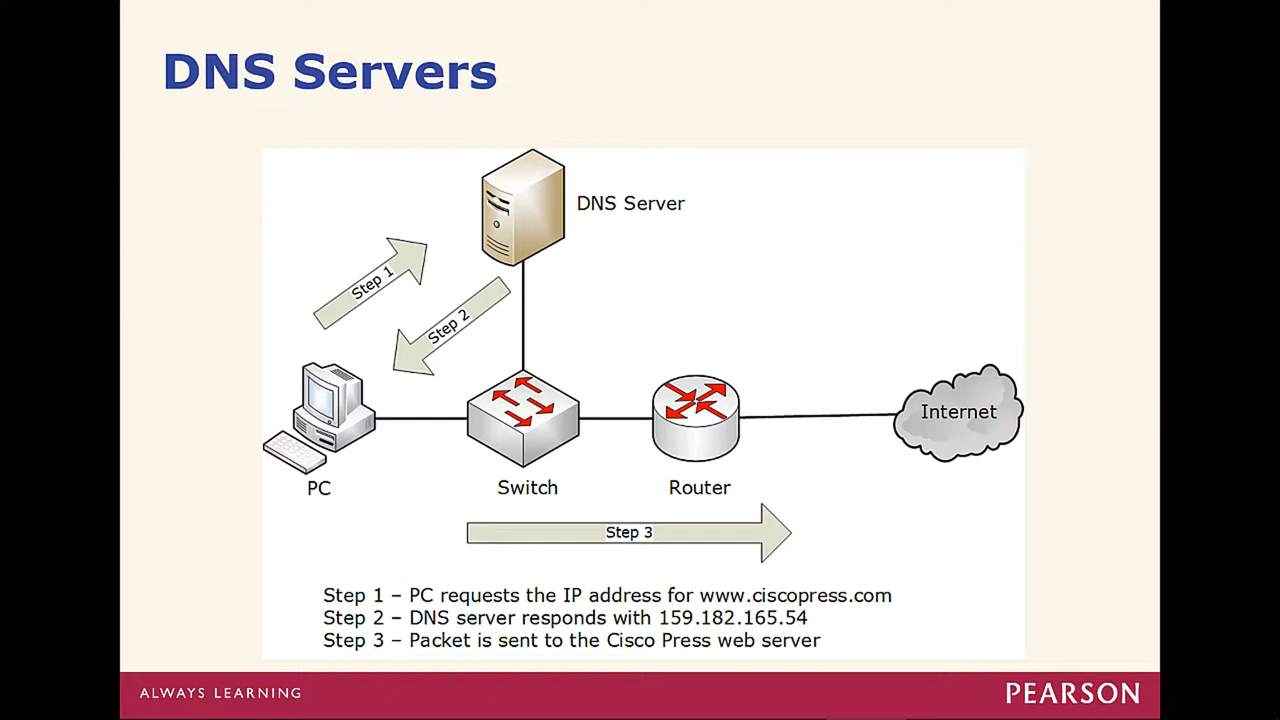 DNS Servers
DNS Server
Step 1
Step 2
Internet
PC
Switch
Router
Step 3
Step 1 – PC requests the IP address for www.ciscopress.com
Step 2 – DNS server responds with 159.182.165.54
Step 3 – Packet is sent to the Cisco Press web server
ALWAYS LEARNING
PEARSON